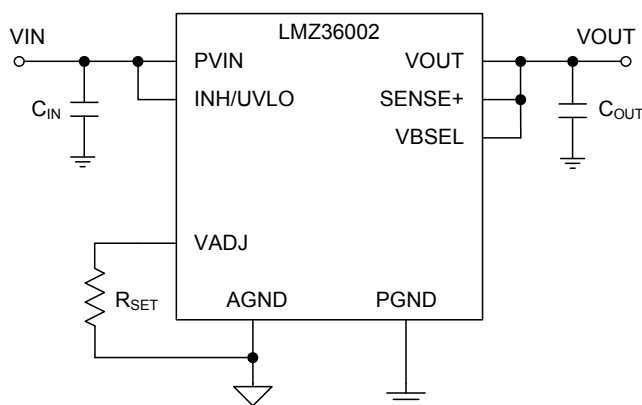 LMZ36002
VIN
PVIN
VOUT
VOUT
INH/UVLO
SENSE+
CIN
COUT
VBSEL
VADJ
RSET
AGND
PGND